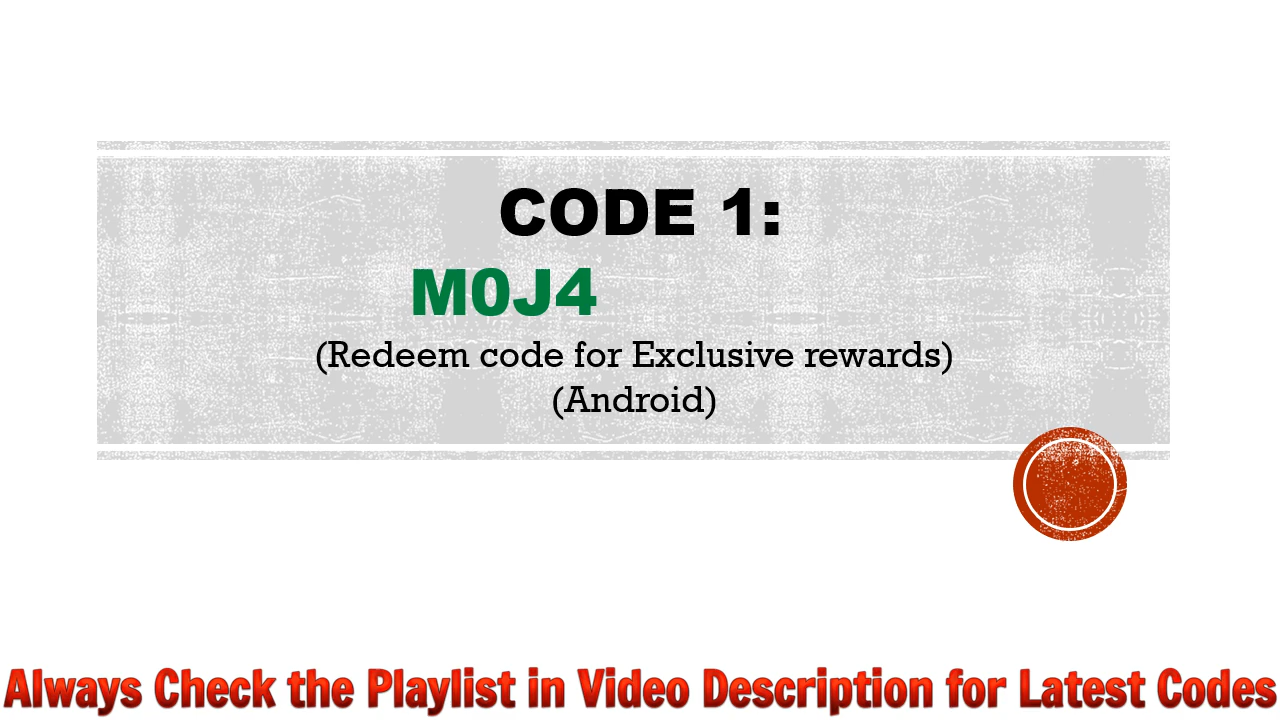 CODE 1:
M0J4
(Redeem code for Exclusive rewards)
(Android)
Always Check the Playlist in Video Description for Latest Codes